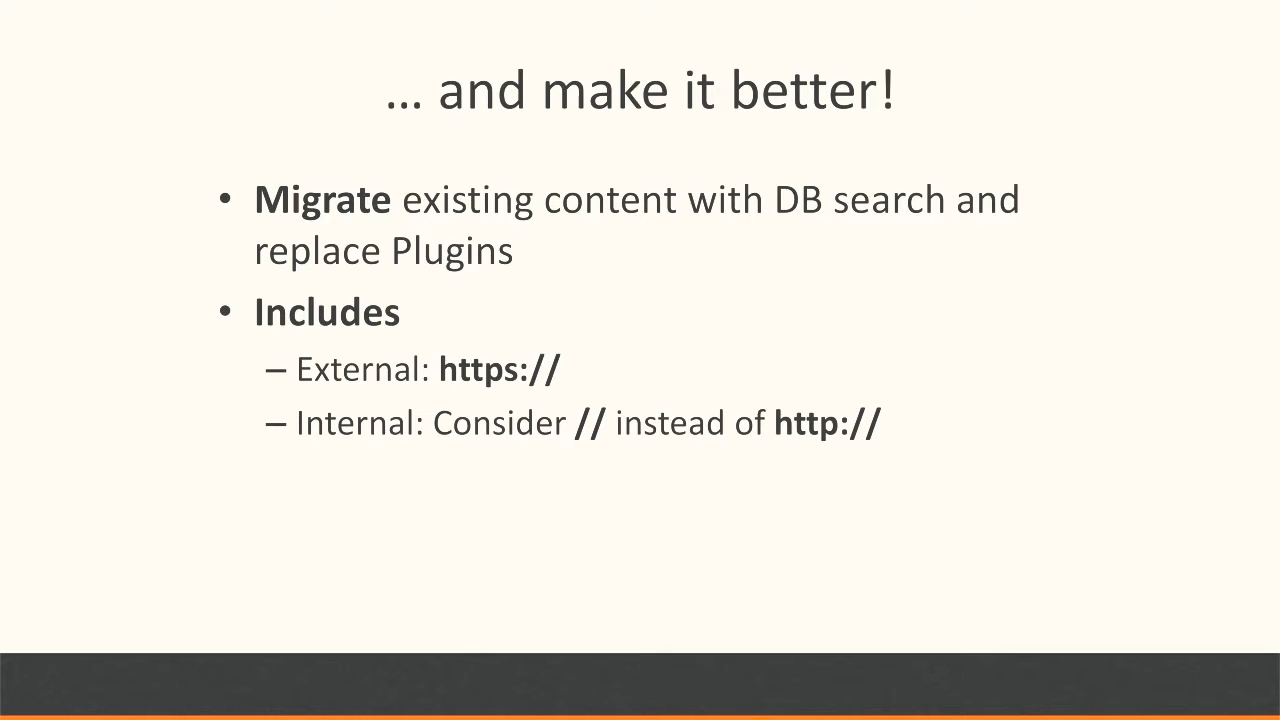 … and make it better!
• Migrate existing content with DB search and
replace Plugins
• Includes
– External: https://
– Internal: Consider // instead of http://